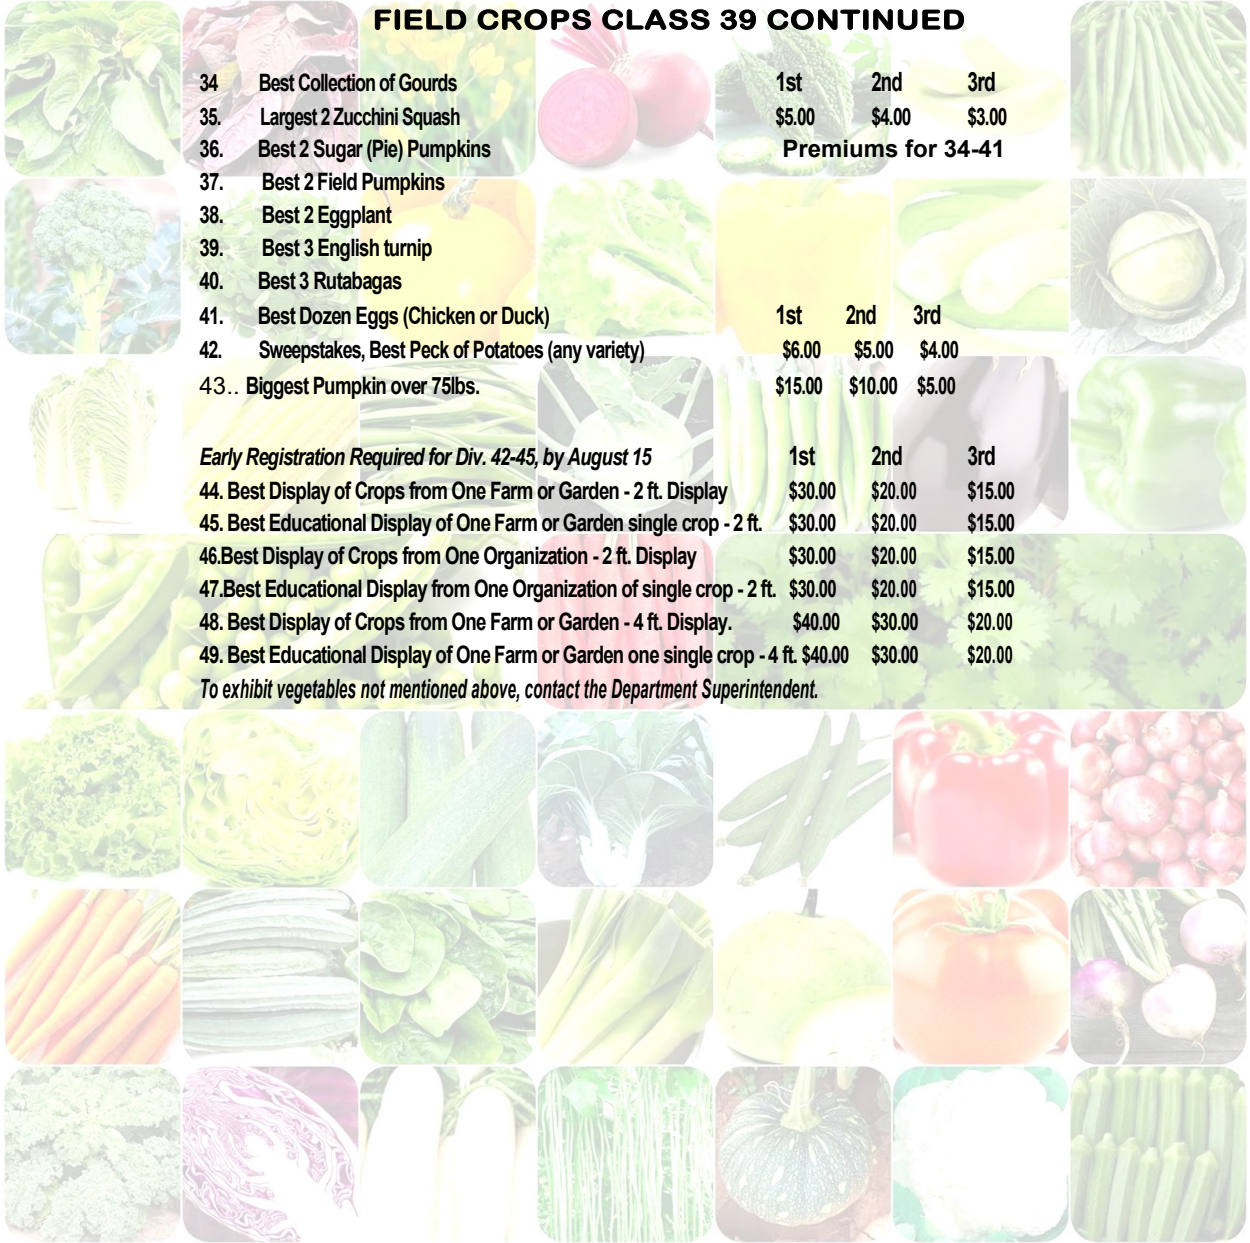 FIELD CROPS CLASS 39 CONTINUED
34 Best Collection of Gourds 1st 2nd 3rd
35. Largest 2 Zucchini Squash $5.00 $4.00 $3.00
36. Best 2 Sugar (Pie) Pumpkins Premiums for 34-41
37. Best 2 Field Pumpkins
38. Best 2 Eggplant
39. Best 3 English turnip
40. Best 3 Rutabagas
41. Best Dozen Eggs (Chicken or Duck) 1st 2nd 3rd
42. Sweepstakes, Best Peck of Potatoes (any variety) $6.00 $5.00 $4.00
43.. Biggest Pumpkin over 75lbs. $15.00 $10.00 $5.00
Early Registration Required for Div. 42-45, by August 15 1st 2nd 3rd
44. Best Display of Crops from One Farm or Garden - 2 ft. Display $30.00 $20.00 $15.00
45. Best Educational Display of One Farm or Garden single crop - 2 ft. $30.00 $20.00 $15.00
46.Best Display of Crops from One Organization - 2 ft. Display $30.00 $20.00 $15.00
47.Best Educational Display from One Organization of single crop - 2 ft. $30.00 $20.00 $15.00
48. Best Display of Crops from One Farm or Garden - 4 ft. Display. $40.00 $30.00 $20.00
49. Best Educational Display of One Farm or Garden one single crop - 4 ft. $40.00 $30.00 $20.00
To exhibit vegetables not mentioned above, contact the Department Superintendent.